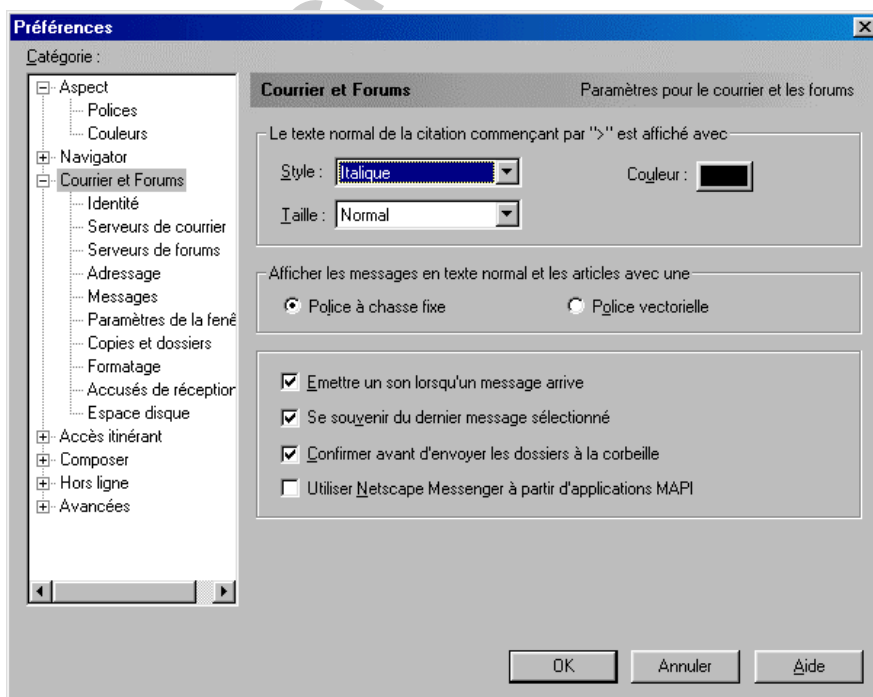 Préférences
Catégorie :
Aspect
Polices
Couleurs
Navigator
Courrier et Forums
Identité
Serveurs de courrier
Serveurs de forums
Adressage
Messages
Paramètres de la fenê
Copies et dossiers
Formatage
Accusés de réception
Espace disque
Accès itinérant
Composer
Hors ligne
Avancées
Courrier et Forums Paramètres pour le courrier et les forums
Le texte normal de la citation commençant par ">" est affiché avec
Style : Italique Couleur :
Taille : Normal
Afficher les messages en texte normal et les articles avec une
Police à chasse fixe Police vectorielle
Emettre un son lorsqu'un message arrive
Se souvenir du dernier message sélectionné
Confirmer avant d'envoyer les dossiers à la corbeille
Utiliser Netscape Messenger à partir d'applications MAPI
OK Annuler Aide